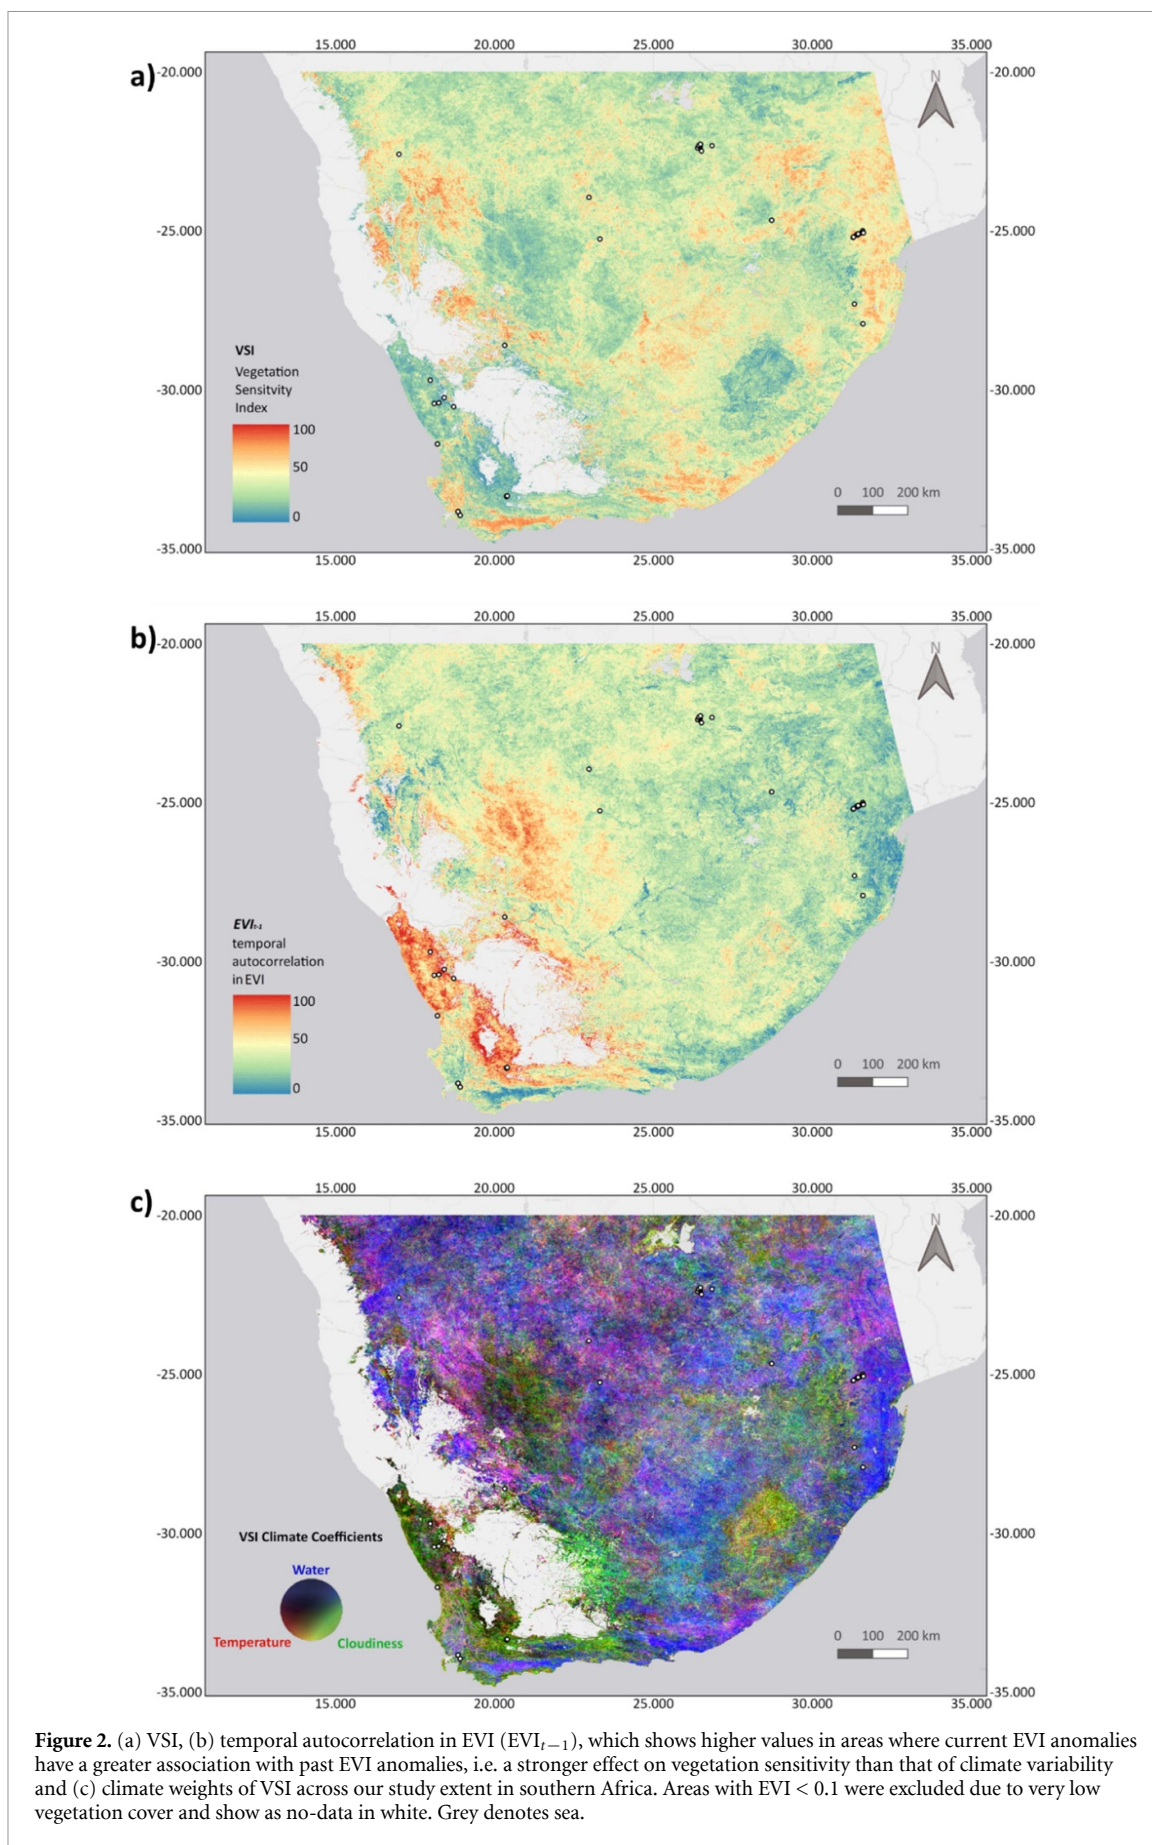 15.000 20.000 25.000 30.000 35.000
a) -20.000 -20.000
N
-25.000 -25.000
VSI
Vegetation
Sensitvity
Index
-30.000 -30.000
100
50
0
0 100 200 km
-35.000 -35.000
15.000 20.000 25.000 30.000 35.000
15.000 20.000 25.000 30.000 35.000
b) -20.000 -20.000
N
-25.000 -25.000
EVIt-1
temporal
autocorrelation
in EVI
-30.000 -30.000
100
50
0
0 100 200 km
-35.000 -35.000
15.000 20.000 25.000 30.000 35.000
15.000 20.000 25.000 30.000 35.000
c) -20.000 -20.000
N
-25.000 -25.000
-30.000 -30.000
VSI Climate Coefficients
Water
Temperature Cloudiness
0 100 200 km
-35.000 -35.000
15.000 20.000 25.000 30.000 35.000
Figure 2. (a) VSI, (b) temporal autocorrelation in EVI (EVIt−1), which shows higher values in areas where current EVI anomalies
have a greater association with past EVI anomalies, i.e. a stronger effect on vegetation sensitivity than that of climate variability
and (c) climate weights of VSI across our study extent in southern Africa. Areas with EVI < 0.1 were excluded due to very low
vegetation cover and show as no-data in white. Grey denotes sea.